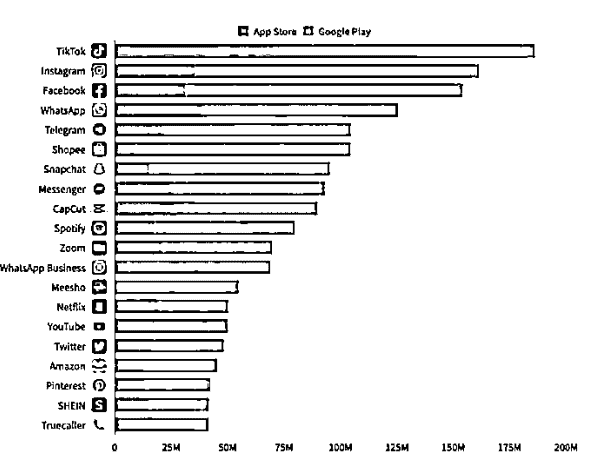 App Store Google Play
TikTok
Instagram
Facebook
WhatsApp
Telegram
Shopee
Snapchat
Messenger
CapCut
Spotify
Zoom
WhatsApp Business
Meesho
Netflix
YouTube
Twitter
Amazon
Pinterest
SHEIN
Truecaller
0 25M 50M 75M 100M 125M 150M 175M 200M